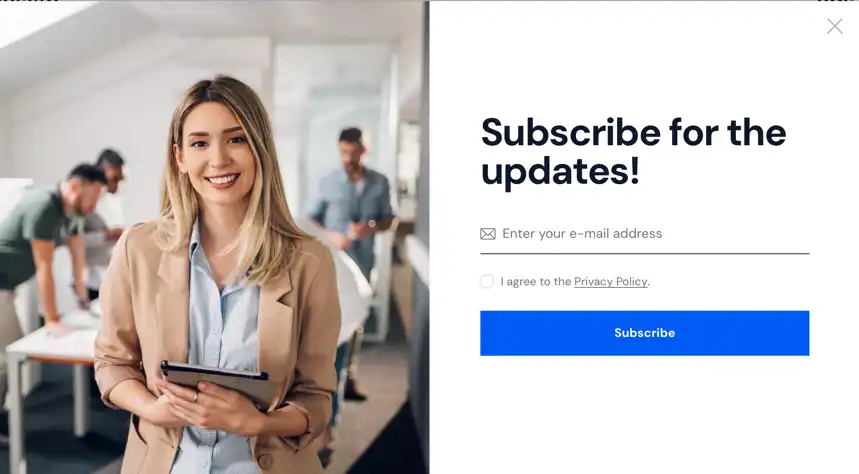 Subscribe for the
updates!
Enter your e-mail address
I agree to the Privacy Policy.
Subscribe